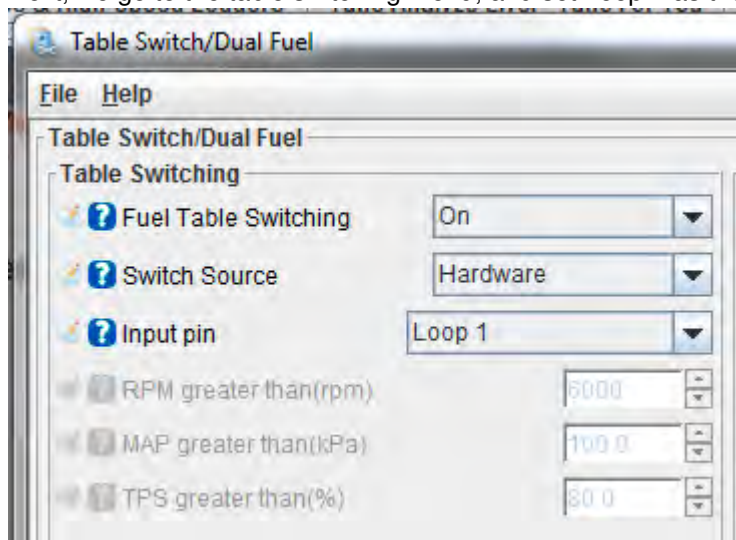 Table Switch/Dual Fuel
File Help
Table Switch/Dual Fuel
Table Switching
Fuel Table Switching On
Switch Source Hardware
Input pin Loop 1
RPM greater than(rpm) 6000
MAP greater than(kPa) 100.0
TPS greater than(%) 80.0